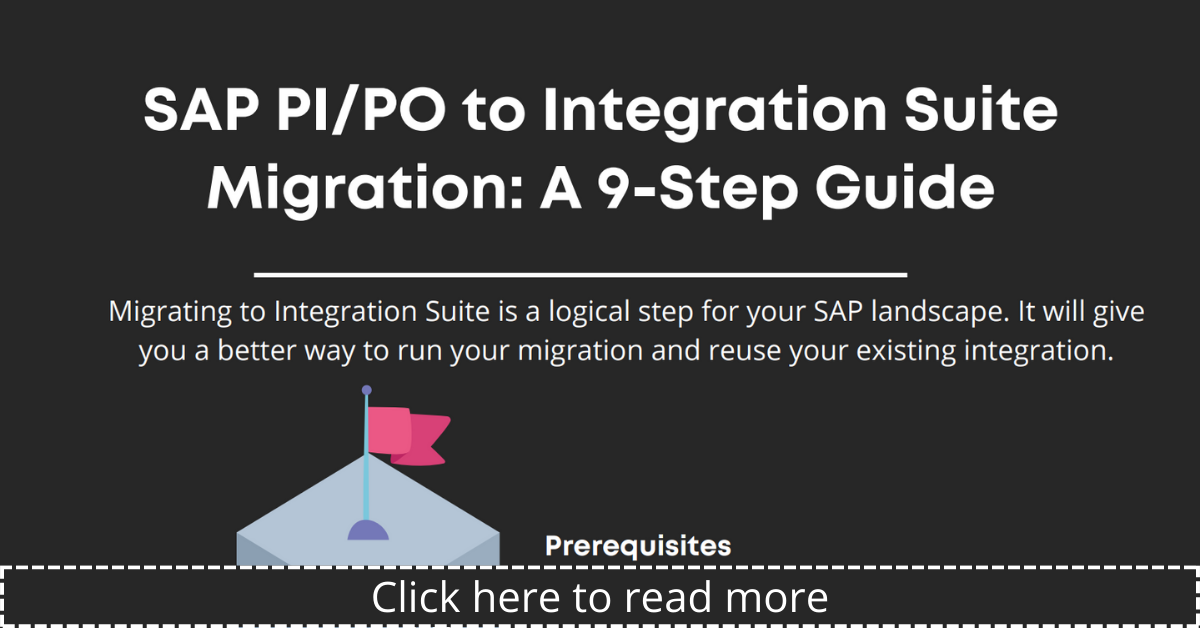 SAP PI/PO to Integration Suite
Migration: A 9-Step Guide
Migrating to Integration Suite is a logical step for your SAP landscape. It will give
you a better way to run your migration and reuse your existing integration.
Prerequisites
Click here to read more